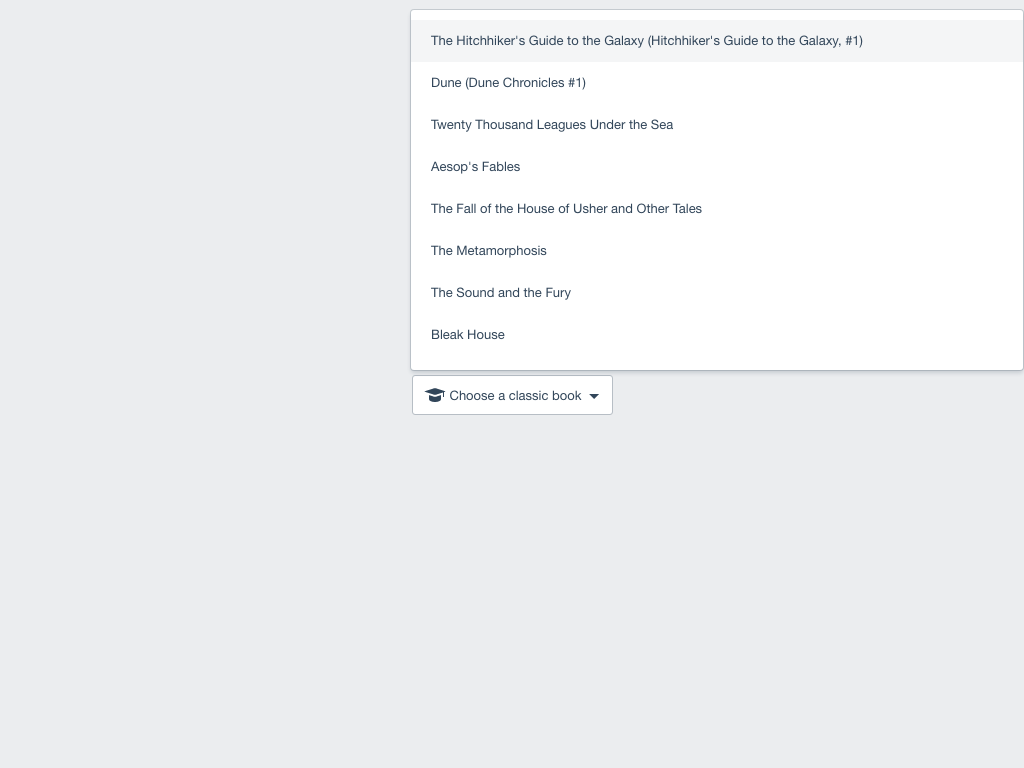 The Hitchhiker's Guide to the Galaxy (Hitchhiker's Guide to the Galaxy, #1)
Dune (Dune Chronicles #1)
Twenty Thousand Leagues Under the Sea
Aesop's Fables
The Fall of the House of Usher and Other Tales
The Metamorphosis
The Sound and the Fury
Bleak House
Choose a classic book